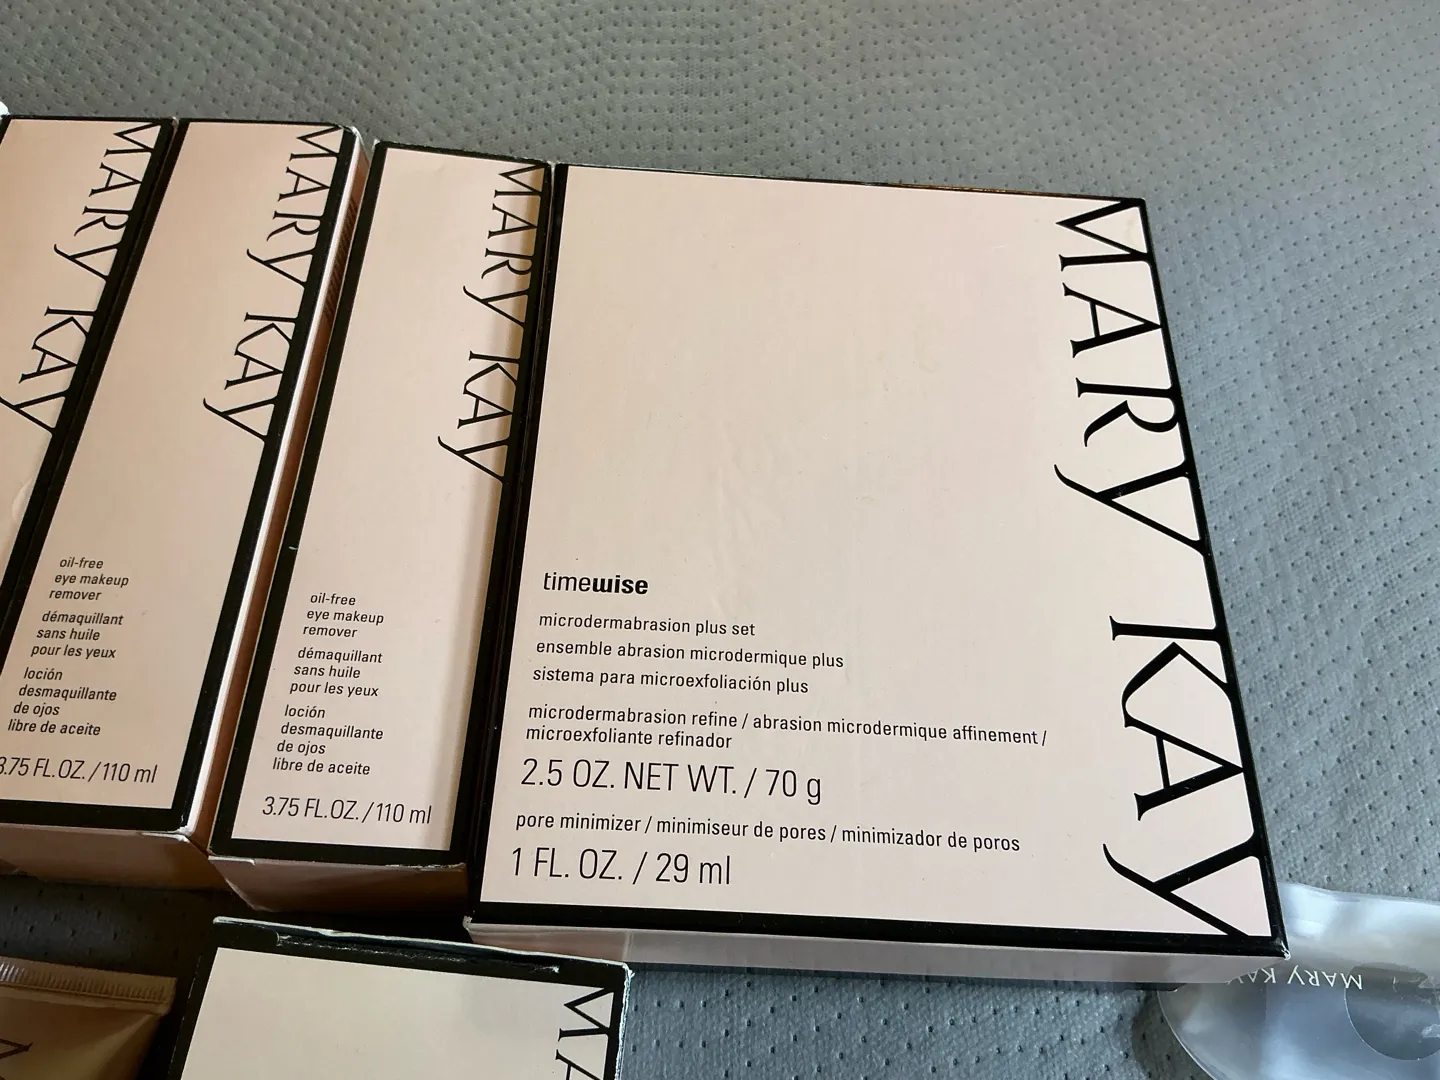 MARY KAY
MARY KAY
oil-free
eye makeup
remover
démaquillant
sans huile
pour les yeux
loción
desmaquillante
de ojos
libre de aceite
3.75 FL.OZ. / 110 ml
MARY KAY
oil-free
eye makeup
remover
démaquillant
sans huile
pour les yeux
loción
desmaquillante
de ojos
libre de aceite
3.75 FL.OZ. / 110 ml
MARY KAY
timewise
microdermabrasion plus set
ensemble abrasion microdermique plus
sistema para microexfoliación plus
microdermabrasion refine / abrasion microdermique affinement /
microexfoliante refinador
2.5 OZ. NET WT. / 70 g
pore minimizer / minimiseur de pores / minimizador de poros
1 FL. OZ. / 29 ml
MARY KAY
MA